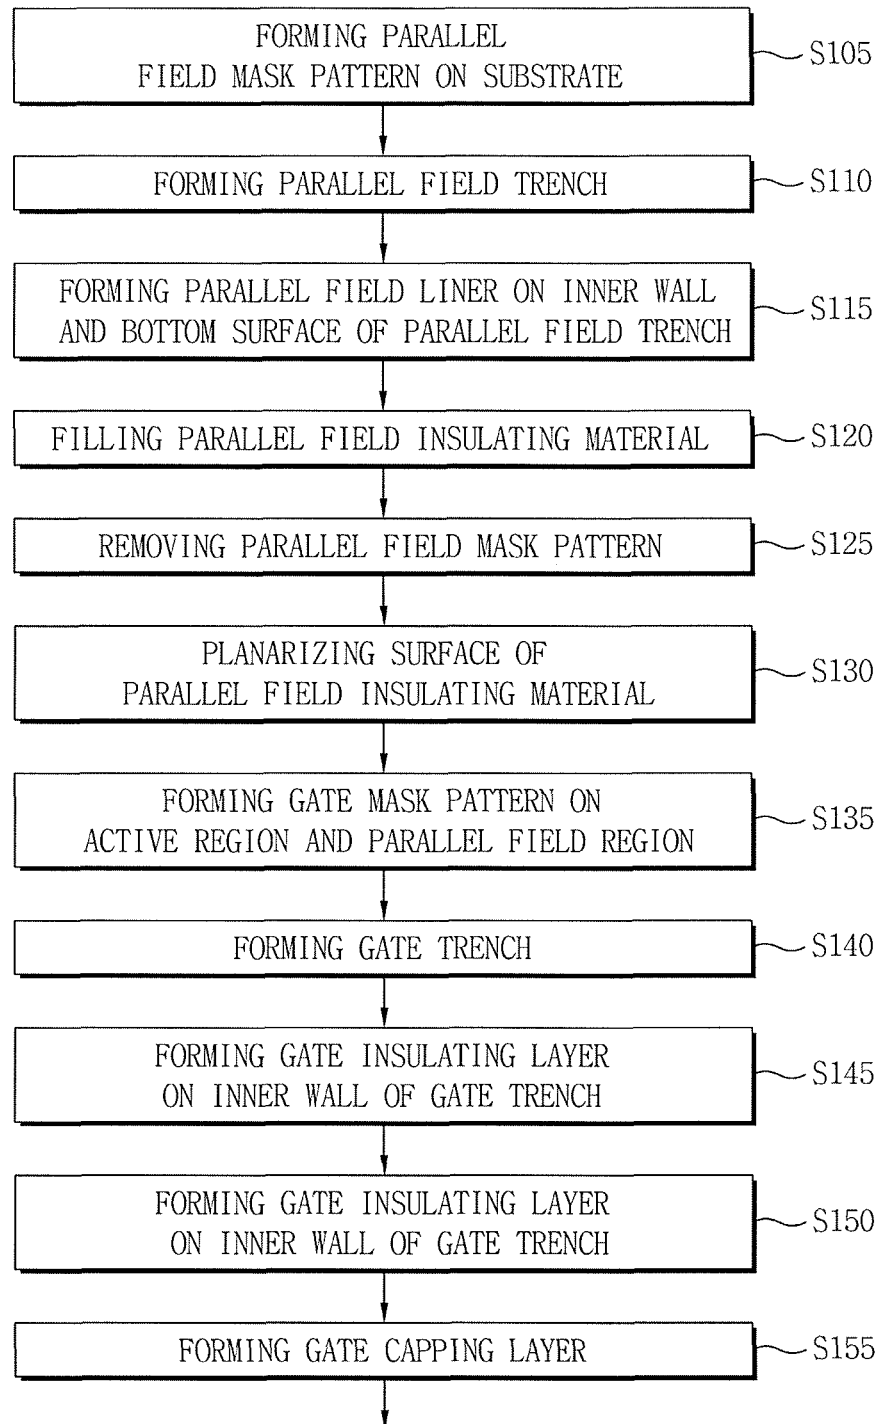 FORMING PARALLEL
FIELD MASK PATTERN ON SUBSTRATE
S105
FORMING PARALLEL FIELD TRENCH
S110
FORMING PARALLEL FIELD LINER ON INNER WALL
AND BOTTOM SURFACE OF PARALLEL FIELD TRENCH
S115
FILLING PARALLEL FIELD INSULATING MATERIAL
S120
REMOVING PARALLEL FIELD MASK PATTERN
S125
PLANARIZING SURFACE OF
PARALLEL FIELD INSULATING MATERIAL
S130
FORMING GATE MASK PATTERN ON
ACTIVE REGION AND PARALLEL FIELD REGION
S135
FORMING GATE TRENCH
S140
FORMING GATE INSULATING LAYER
ON INNER WALL OF GATE TRENCH
S145
FORMING GATE INSULATING LAYER
ON INNER WALL OF GATE TRENCH
S150
FORMING GATE CAPPING LAYER
S155